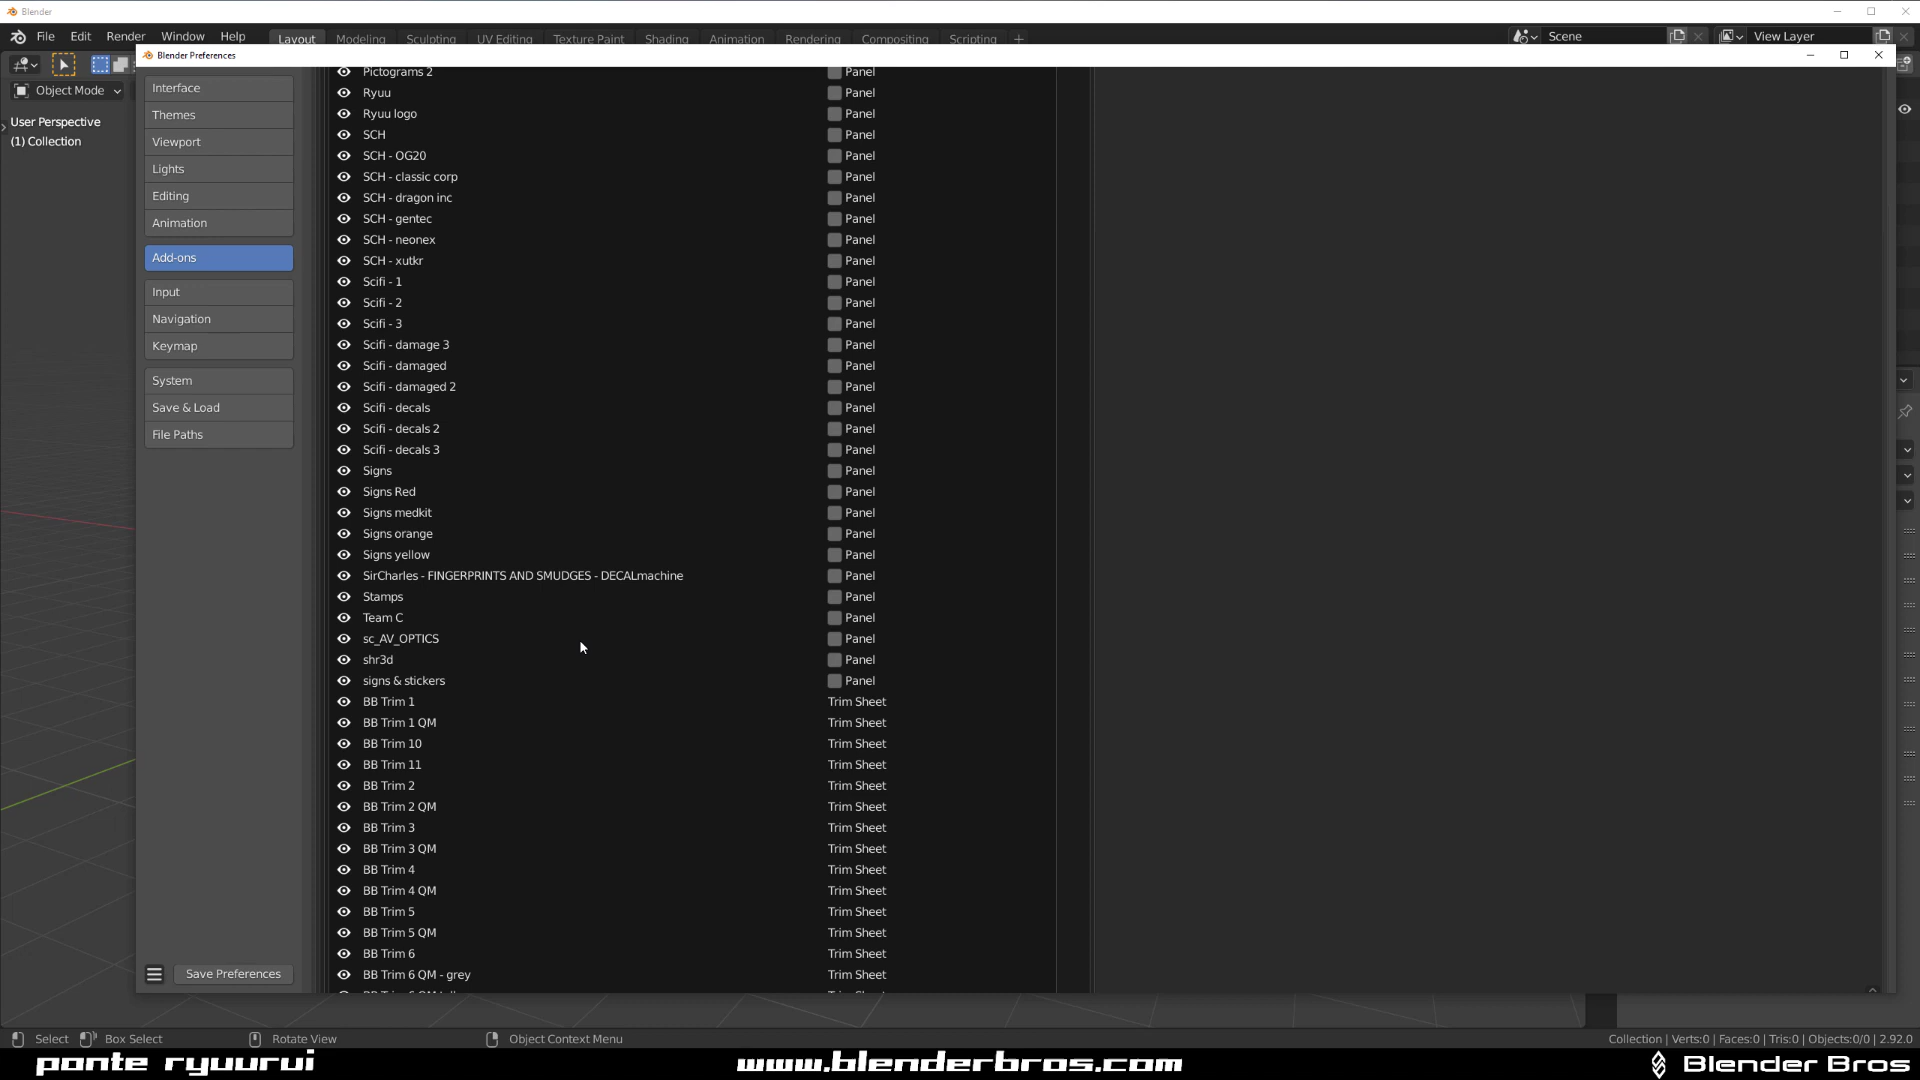 Blender
File Edit Render Window Help Layout Modeling Sculpting UV Editing Texture Paint Shading Animation Rendering Compositing Scripting + Scene View Layer
Blender Preferences
Object Mode
User Perspective
(1) Collection
Interface
Themes
Viewport
Lights
Editing
Animation
Add-ons
Input
Navigation
Keymap
System
Save & Load
File Paths
Save Preferences
Pictograms 2 Panel
Ryuu Panel
Ryuu logo Panel
SCH Panel
SCH - OG20 Panel
SCH - classic corp Panel
SCH - dragon inc Panel
SCH - gentec Panel
SCH - neonex Panel
SCH - xutkr Panel
Scifi - 1 Panel
Scifi - 2 Panel
Scifi - 3 Panel
Scifi - damage 3 Panel
Scifi - damaged Panel
Scifi - damaged 2 Panel
Scifi - decals Panel
Scifi - decals 2 Panel
Scifi - decals 3 Panel
Signs Panel
Signs Red Panel
Signs medkit Panel
Signs orange Panel
Signs yellow Panel
SirCharles - FINGERPRINTS AND SMUDGES - DECALmachine Panel
Stamps Panel
Team C Panel
sc_AV_OPTICS Panel
shr3d Panel
signs & stickers Panel
BB Trim 1 Trim Sheet
BB Trim 1 QM Trim Sheet
BB Trim 10 Trim Sheet
BB Trim 11 Trim Sheet
BB Trim 2 Trim Sheet
BB Trim 2 QM Trim Sheet
BB Trim 3 Trim Sheet
BB Trim 3 QM Trim Sheet
BB Trim 4 Trim Sheet
BB Trim 4 QM Trim Sheet
BB Trim 5 Trim Sheet
BB Trim 5 QM Trim Sheet
BB Trim 6 Trim Sheet
BB Trim 6 QM - grey Trim Sheet
Select Box Select Rotate View Object Context Menu Collection | Verts:0 | Faces:0 | Tris:0 | Objects:0/0 | 2.92.0
ponte ryuurui www.blenderbros.com Blender Bros